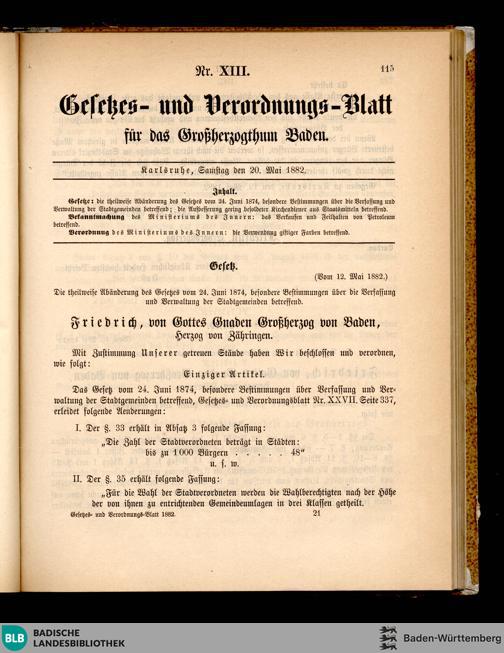 Nr. XIII.
115
Gesetzes- und Verordnungs-Blatt
für das Großherzogthum Baden.
Karlsruhe, Samstag den 20. Mai 1882.
Inhalt.
Gesetz: die theilweise Abänderung des Gesetzes vom 24. Juni 1874, besondere Bestimmungen über die Verfassung und
Verwaltung der Stadtgemeinden betreffend; die Aufbesserung gering besoldeter Kirchendiener aus Staatsmitteln betreffend.
Bekanntmachung des Ministeriums des Innern: das Verkaufen und Feilhalten von Petroleum
betreffend.
Verordnung des Ministeriums des Innern: die Verwendung giftiger Farben betreffend.
Gesetz.
(Vom 12. Mai 1882.)
Die theilweise Abänderung des Gesetzes vom 24. Juni 1874, besondere Bestimmungen über die Verfassung
und Verwaltung der Stadtgemeinden betreffend.
Friedrich, von Gottes Gnaden Großherzog von Baden,
Herzog von Zähringen.
Mit Zustimmung Unserer getreuen Stände haben Wir beschlossen und verordnen,
wie folgt:
Einziger Artikel.
Das Gesetz vom 24. Juni 1874, besondere Bestimmungen über Verfassung und Ver-
waltung der Stadtgemeinden betreffend, Gesetzes- und Verordnungsblatt Nr. XXVII. Seite 337,
erleidet folgende Aenderungen:
I. Der §. 33 erhält in Absatz 3 folgende Fassung:
„Die Zahl der Stadtverordneten beträgt in Städten:
bis zu 1000 Bürgern . . . . . 48“
u. s. w.
II. Der §. 35 erhält folgende Fassung:
„Für die Wahl der Stadtverordneten werden die Wahlberechtigten nach der Höhe
der von ihnen zu entrichtenden Gemeindeumlagen in drei Klassen getheilt.
Gesetzes- und Verordnungs-Blatt 1882.
21
BLB
BADISCHE
LANDESBIBLIOTHEK
Baden-Württemberg